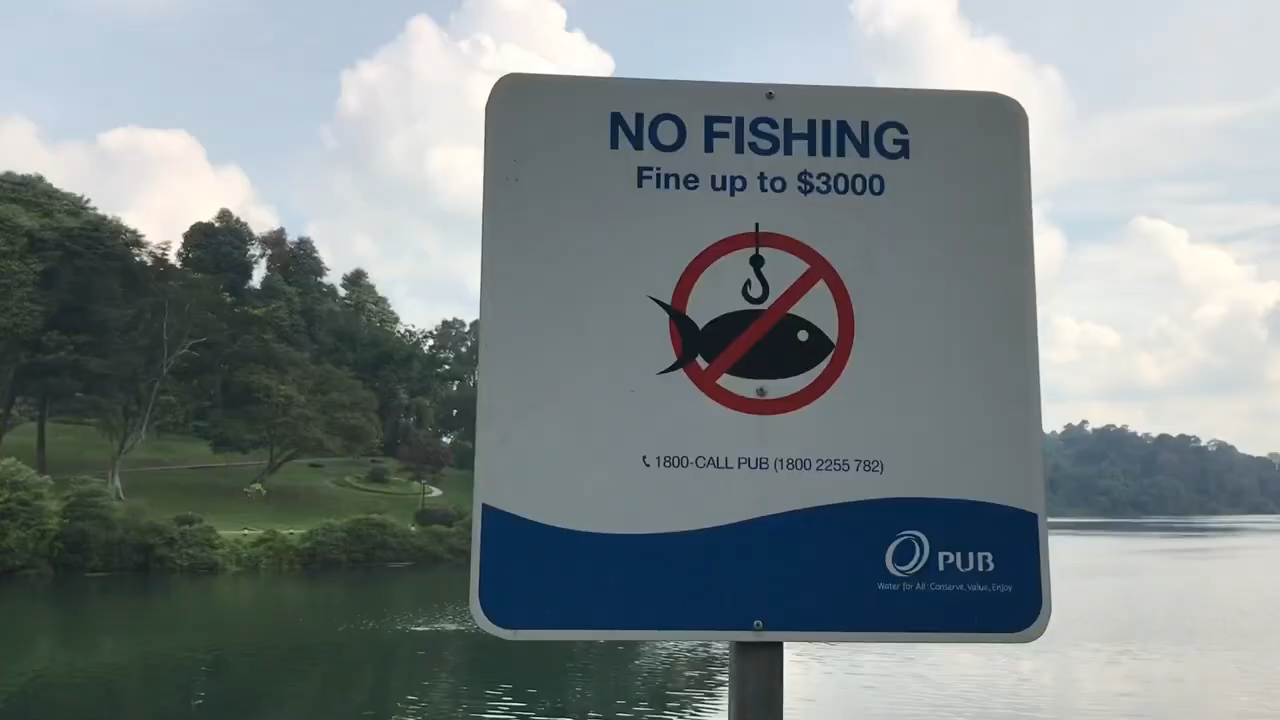 NO FISHING
Fine up to $3000
1800-CALL PUB (1800 2255 782)
PUB
Water for All: Conserve, Value, Enjoy